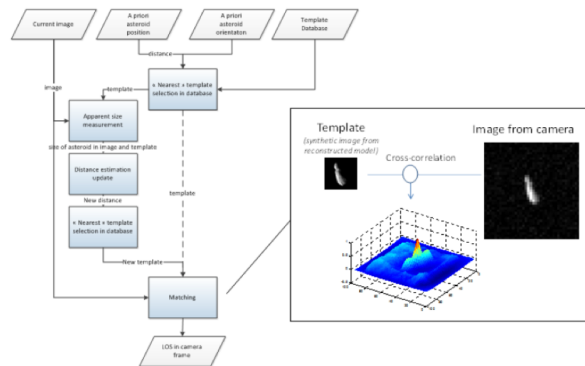 Current image
A priori
asteroid
position
A priori
asteroid
orientaton
Template
Database
distance
template
« Nearest » template
selection in database
image
Apparent size
measurement
size of asteroid in image and template
Distance estimation
update
New distance
template
« Nearest » template
selection in database
New template
Matching
LOS in camera
frame
Template
(synthetic image from
reconstructed model)
Cross-correlation
Image from camera